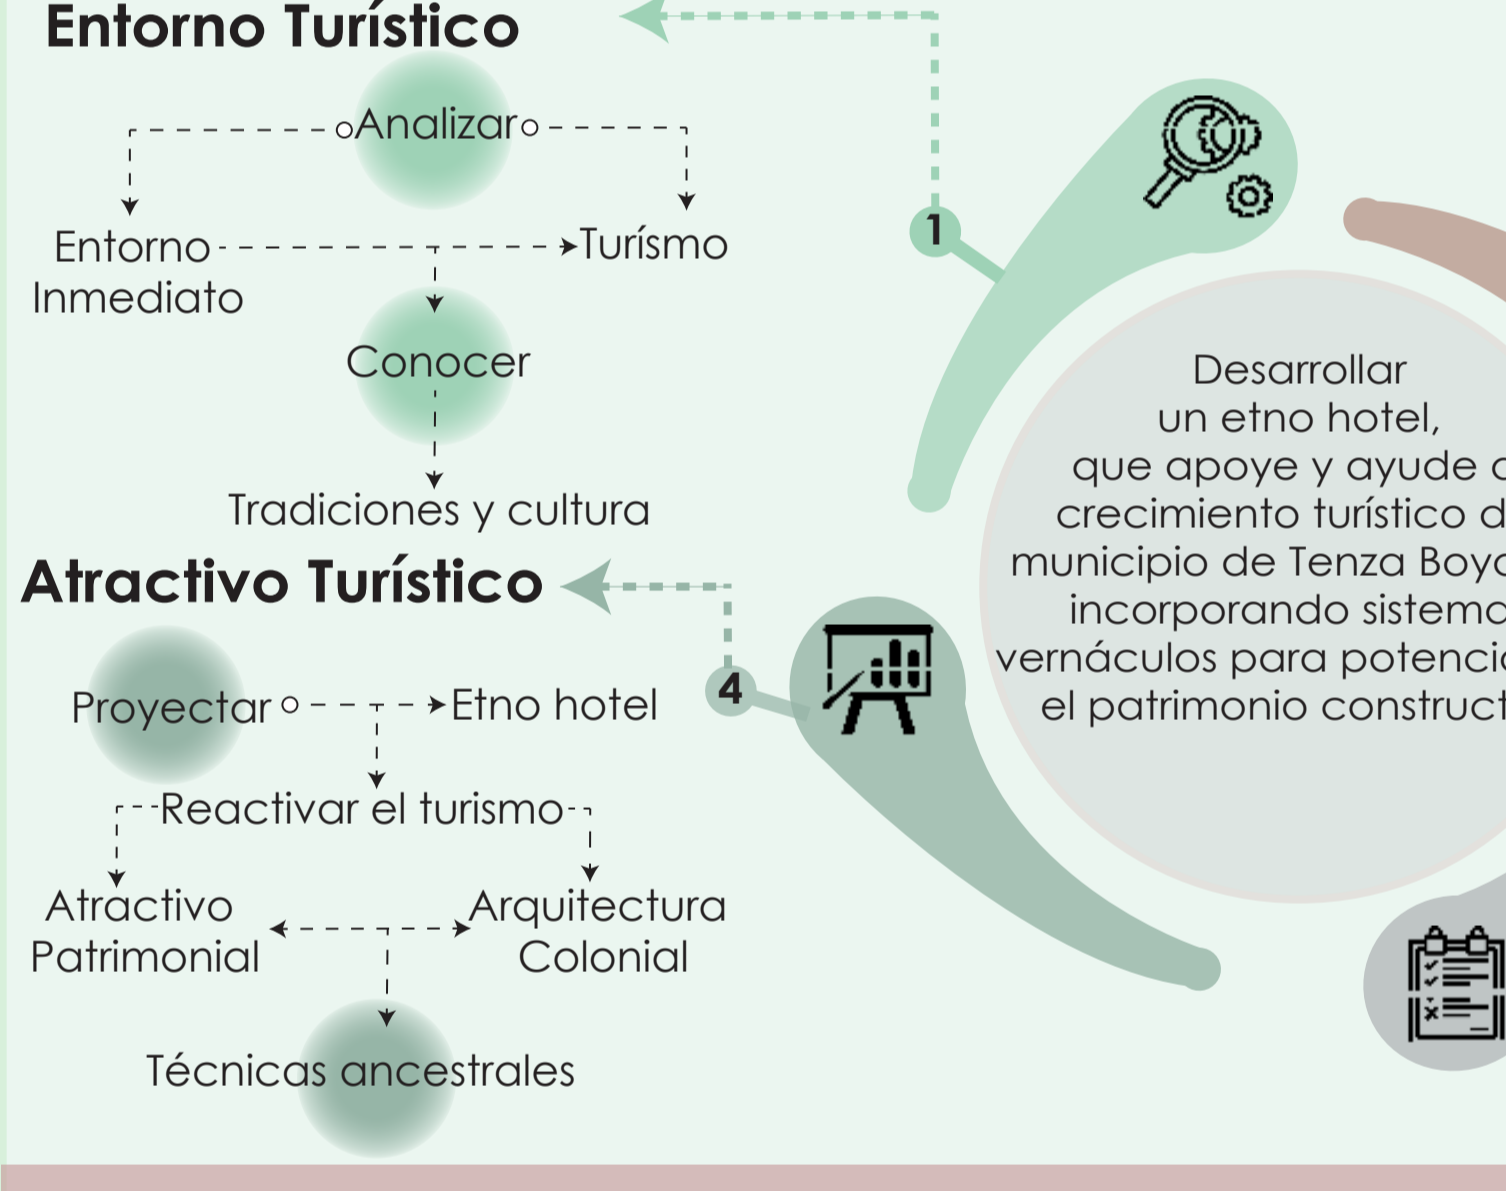 Entorno Turístico
Analizar
Entorno
Inmediato
Turísmo
Conocer
Tradiciones y cultura
Atractivo Turístico
Proyectar
Etno hotel
Reactivar el turismo
Atractivo
Patrimonial
Arquitectura
Colonial
Técnicas ancestrales
1
4
Desarrollar
un etno hotel,
que apoye y ayude
crecimiento turístico
municipio de Tenza
incorporando
vernáculos para
el patrimonio